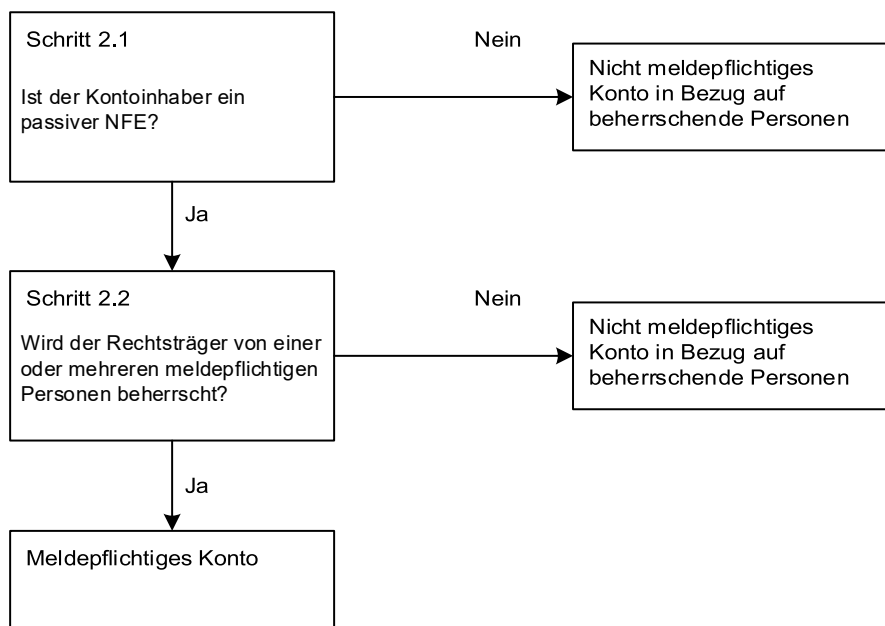 Schritt 2.1
Ist der Kontoinhaber ein
passiver NFE?
Nein
Nicht meldepflichtiges
Konto in Bezug auf
beherrschende Personen
Ja
Schritt 2.2
Wird der Rechtsträger von einer
oder mehreren meldepflichtigen
Personen beherrscht?
Nein
Nicht meldepflichtiges
Konto in Bezug auf
beherrschende Personen
Ja
Meldepflichtiges Konto